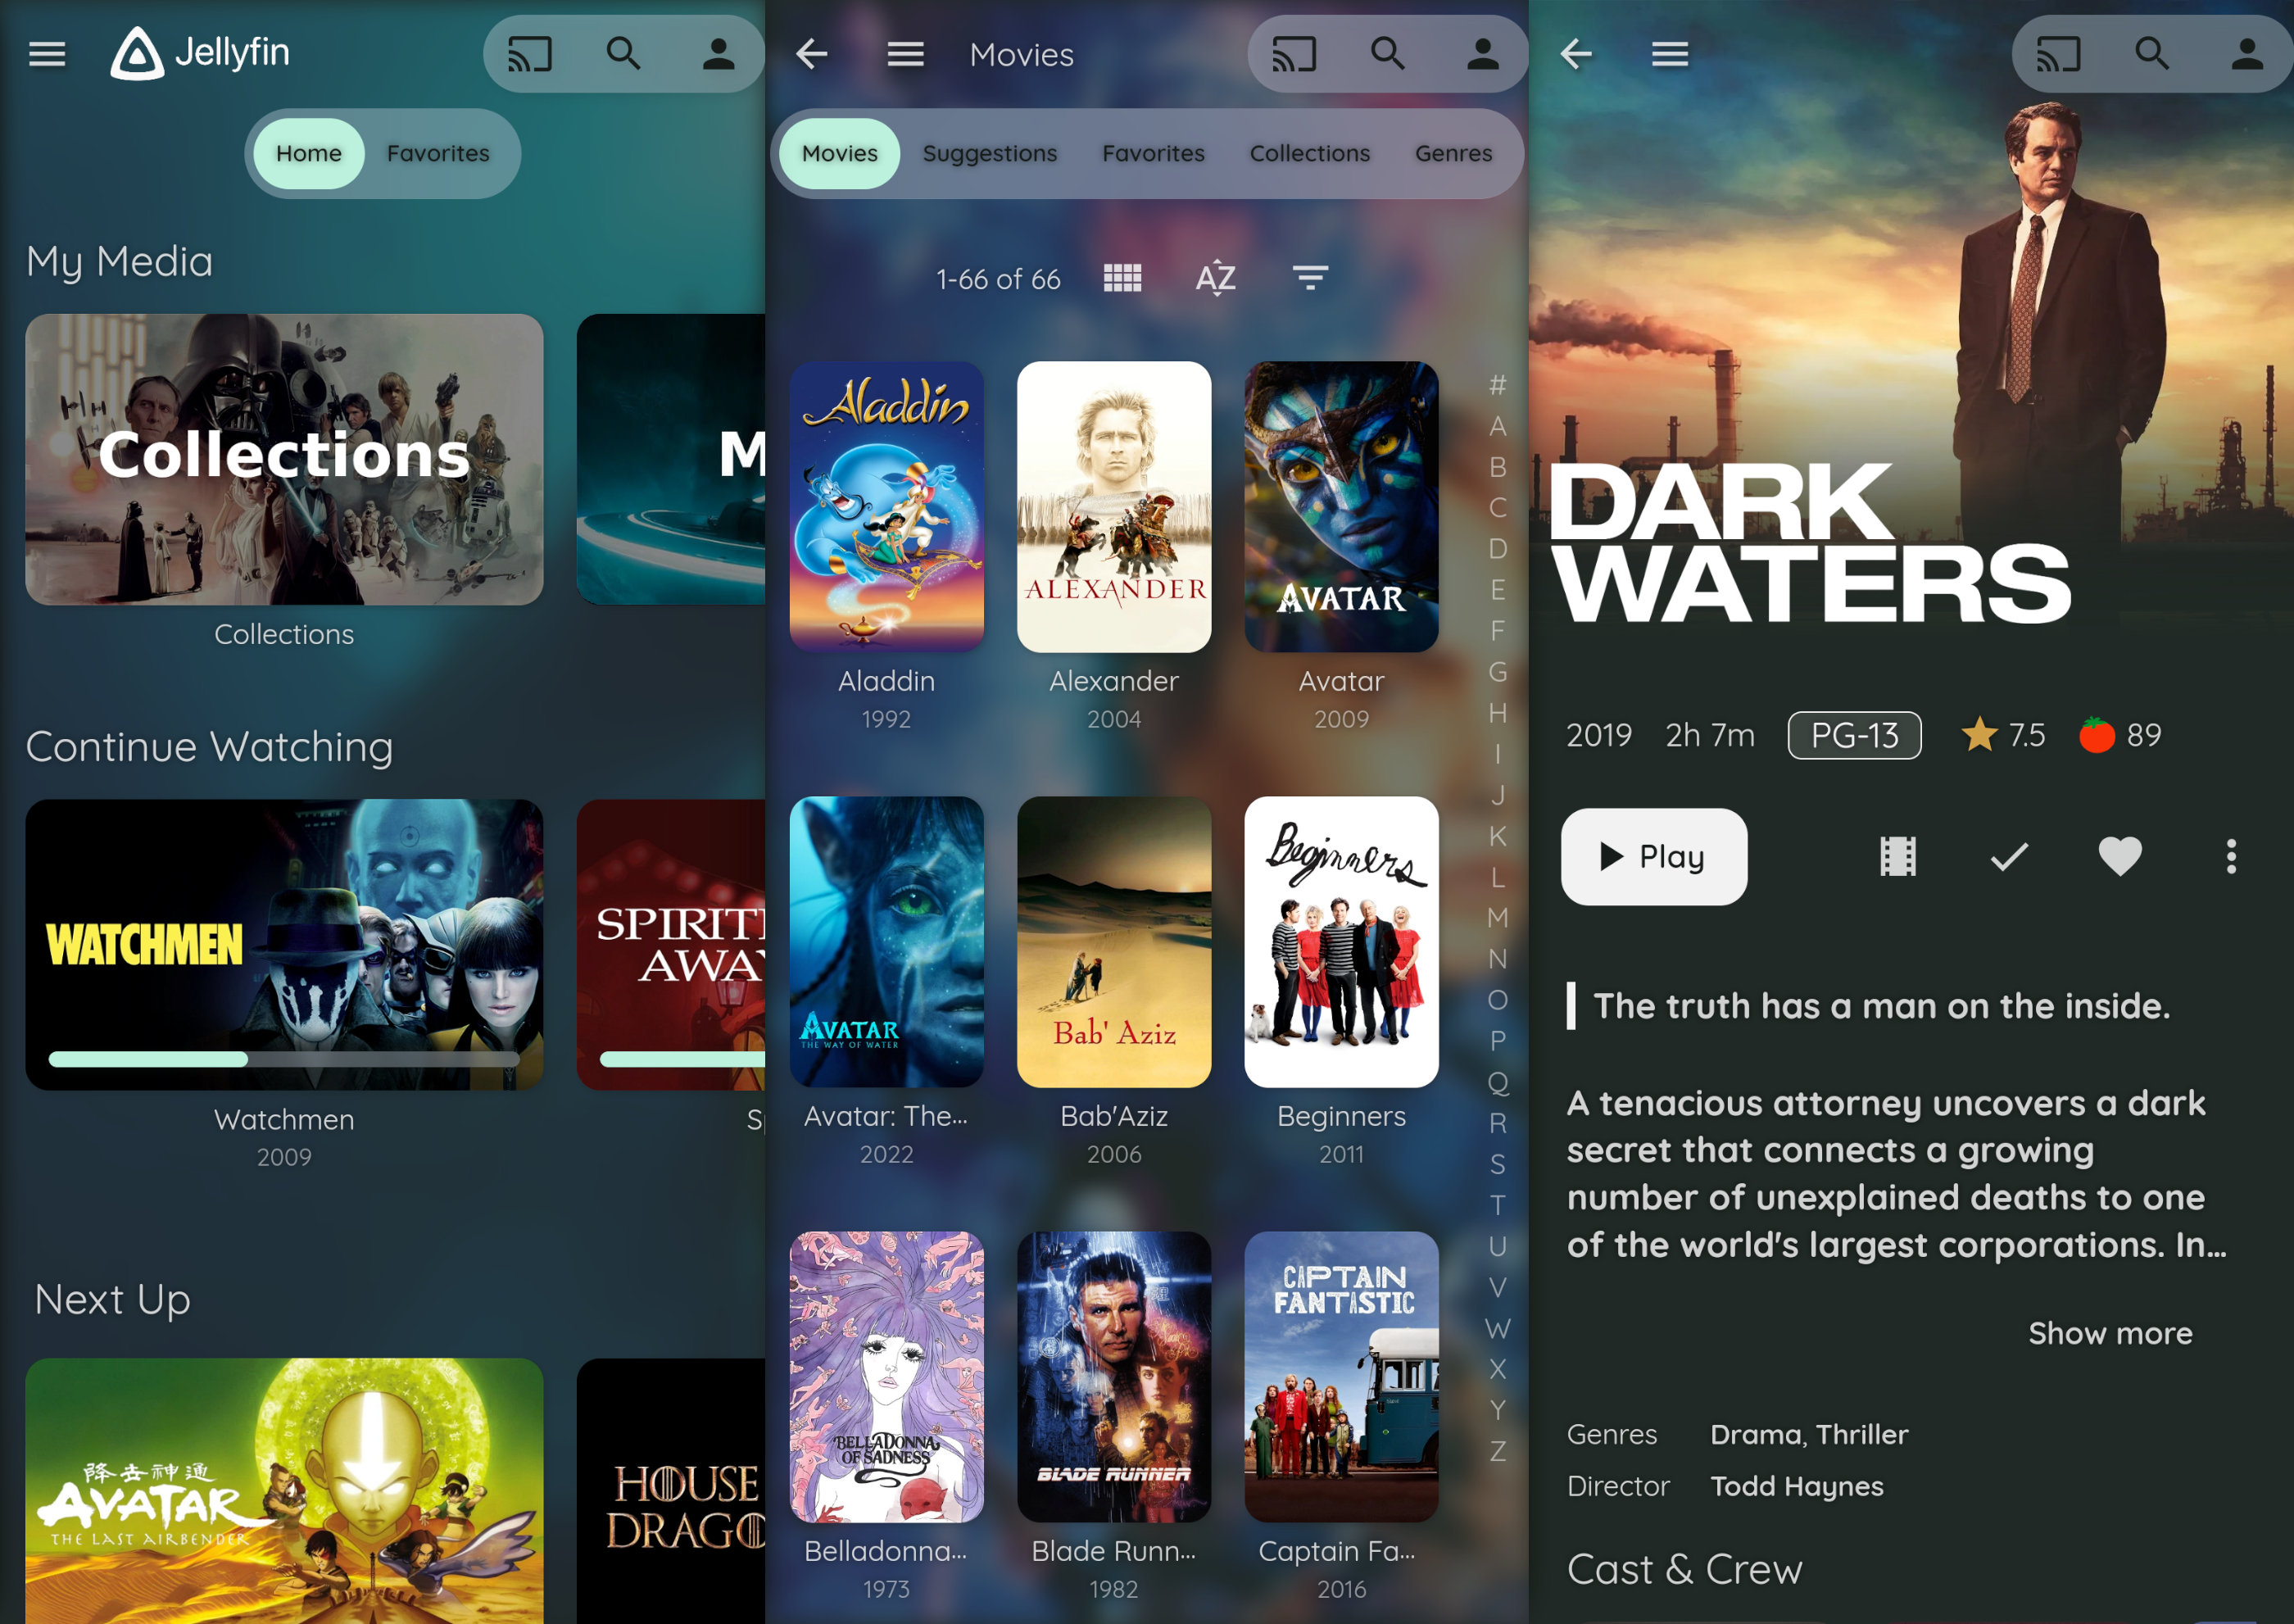 Jellyfin
Home
Favorites
My Media
Collections
M
Collections
Continue Watching
WATCHMEN
SPIRIT
AWA
Watchmen
2009
S
Next Up
降去神通
AVATAR
THE LAST AIRBENDER
HOUSE
DRAGO
Movies
Movies
Suggestions
Favorites
Collections
Genres
1-66 of 66
AZ
Aladdin
ALEXANDER
AVATAR
Aladdin
Alexander
Avatar
1992
2004
2009
AVATAR
THE WAY OF WATER
Bab' Aziz
Beginners
Avatar: The...
Bab'Aziz
Beginners
2022
2006
2011
BELLADONNA
OF SADNESS
BLADE RUNNER
CAPTAIN
FANTASTIC
Belladonna...
Blade Runn...
Captain Fa...
1973
1982
2016
#
A
B
C
D
E
F
G
H
I
J
K
L
M
N
O
P
Q
R
S
T
U
V
W
X
Y
Z
DARK
WATERS
2019 2h 7m PG-13 7.5 89
Play
The truth has a man on the inside.
A tenacious attorney uncovers a dark
secret that connects a growing
number of unexplained deaths to one
of the world's largest corporations. In...
Show more
Genres Drama, Thriller
Director Todd Haynes
Cast & Crew